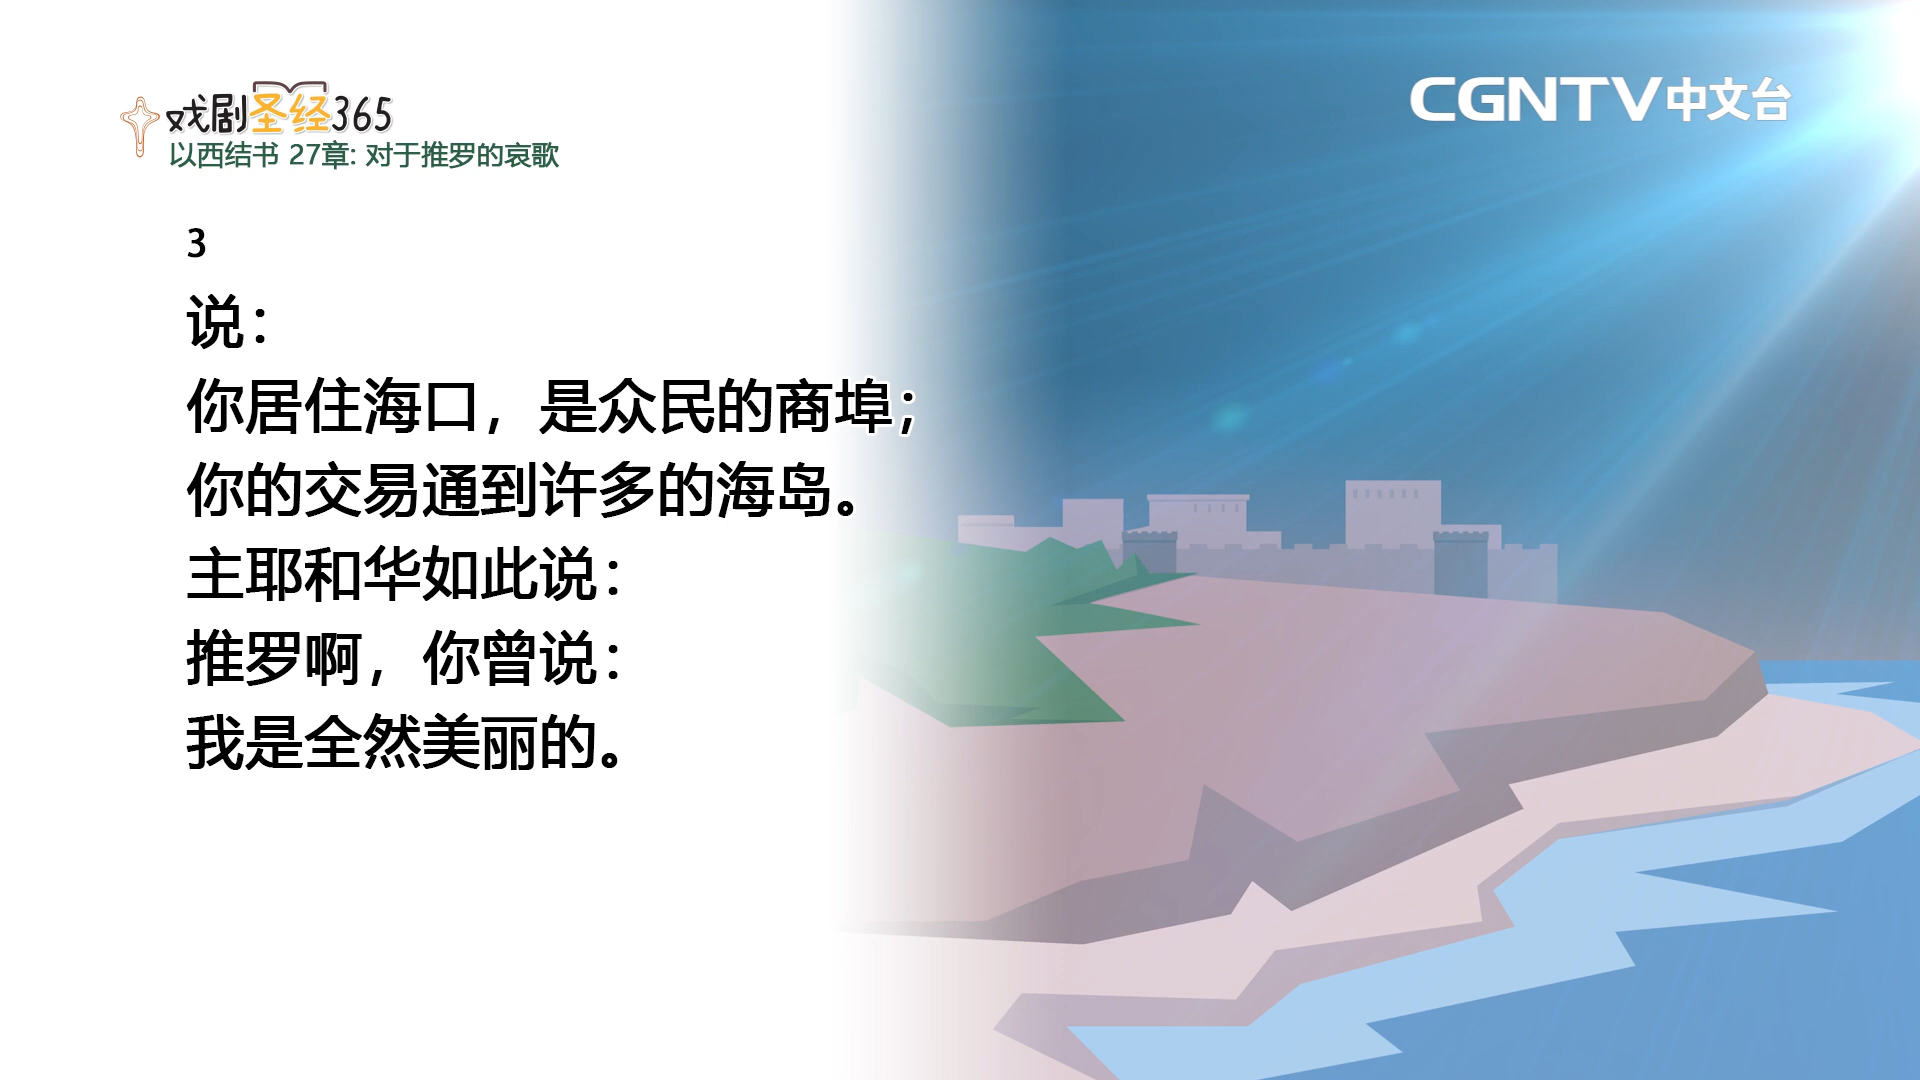 戏剧圣经365
以西结书 27章: 对于推罗的哀歌
CGNTV中文台
3
说：
你居住海口，是众民的商埠；
你的交易通到许多的海岛。
主耶和华如此说：
推罗啊，你曾说：
我是全然美丽的。